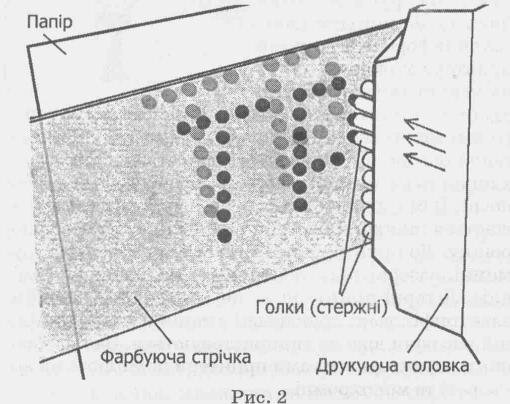 Папір
Голки (стержні)
Фарбуюча стрічка
Друкуюча головка
Рис. 2